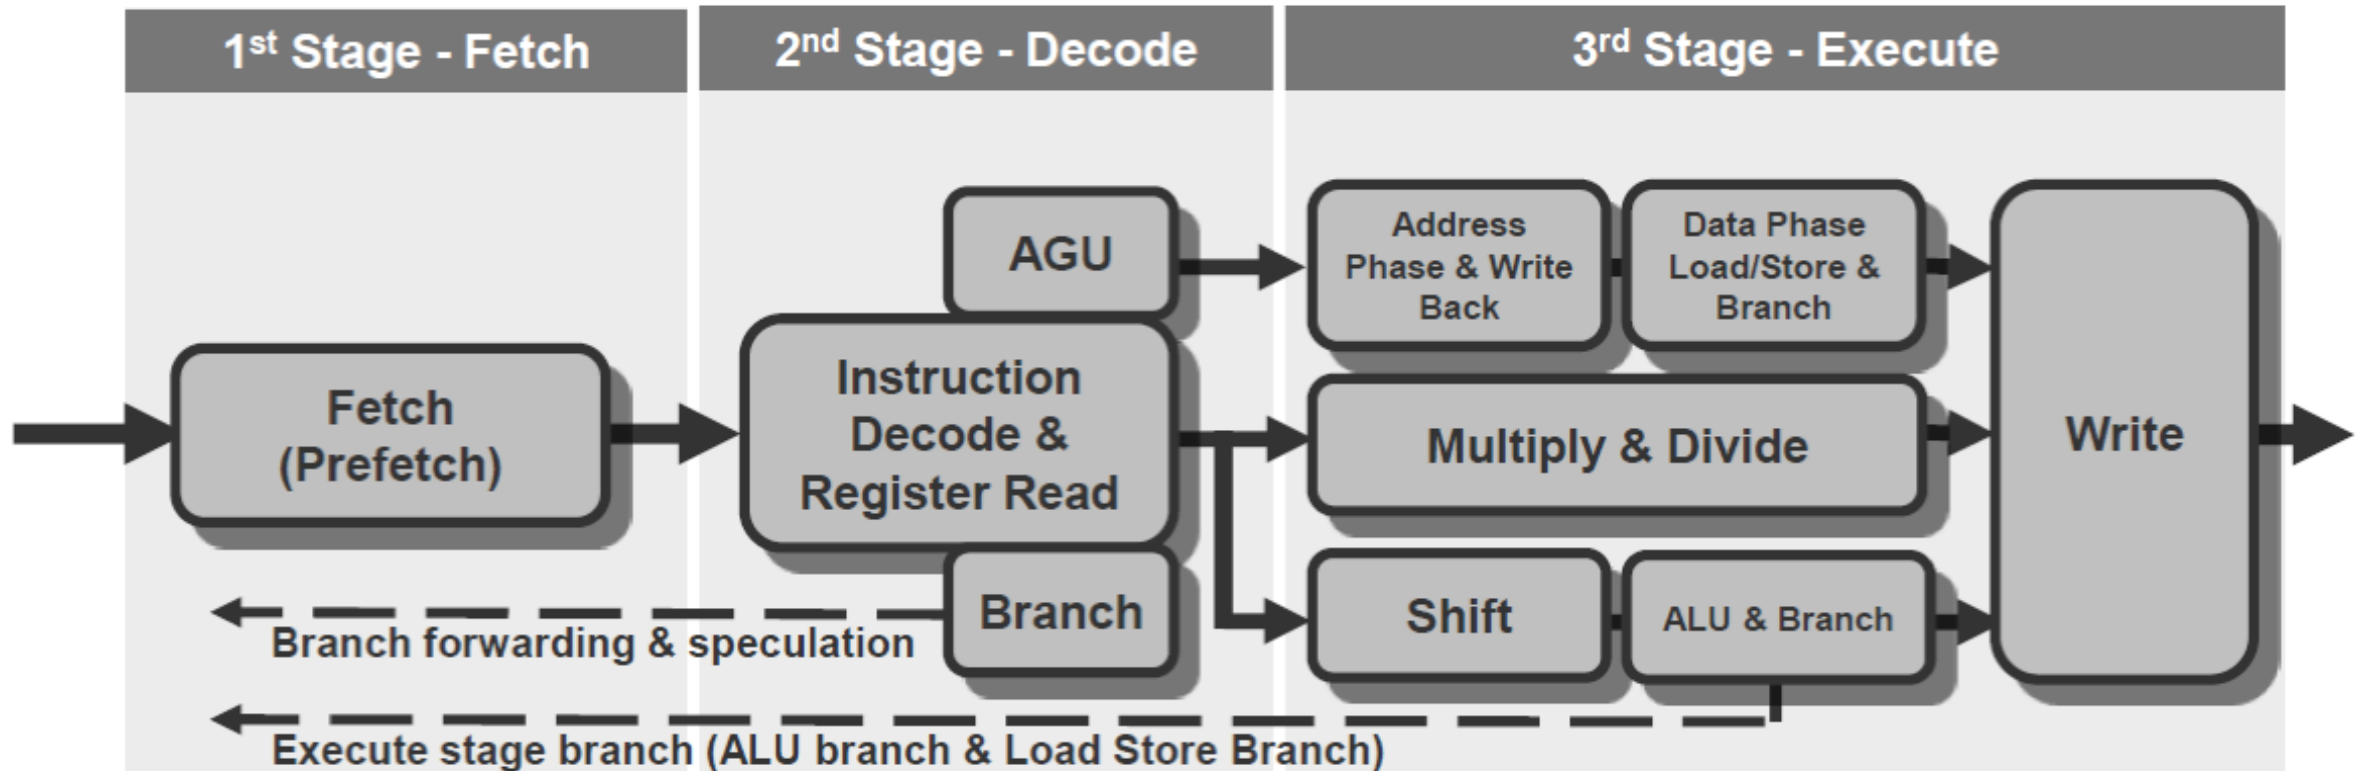 1st Stage - Fetch
2nd Stage - Decode
3rd Stage - Execute
Fetch
(Prefetch)
AGU
Instruction
Decode &
Register Read
Branch
Address
Phase & Write
Back
Data Phase
Load/Store &
Branch
Multiply & Divide
Shift
ALU & Branch
Write
Branch forwarding & speculation
Execute stage branch (ALU branch & Load Store Branch)